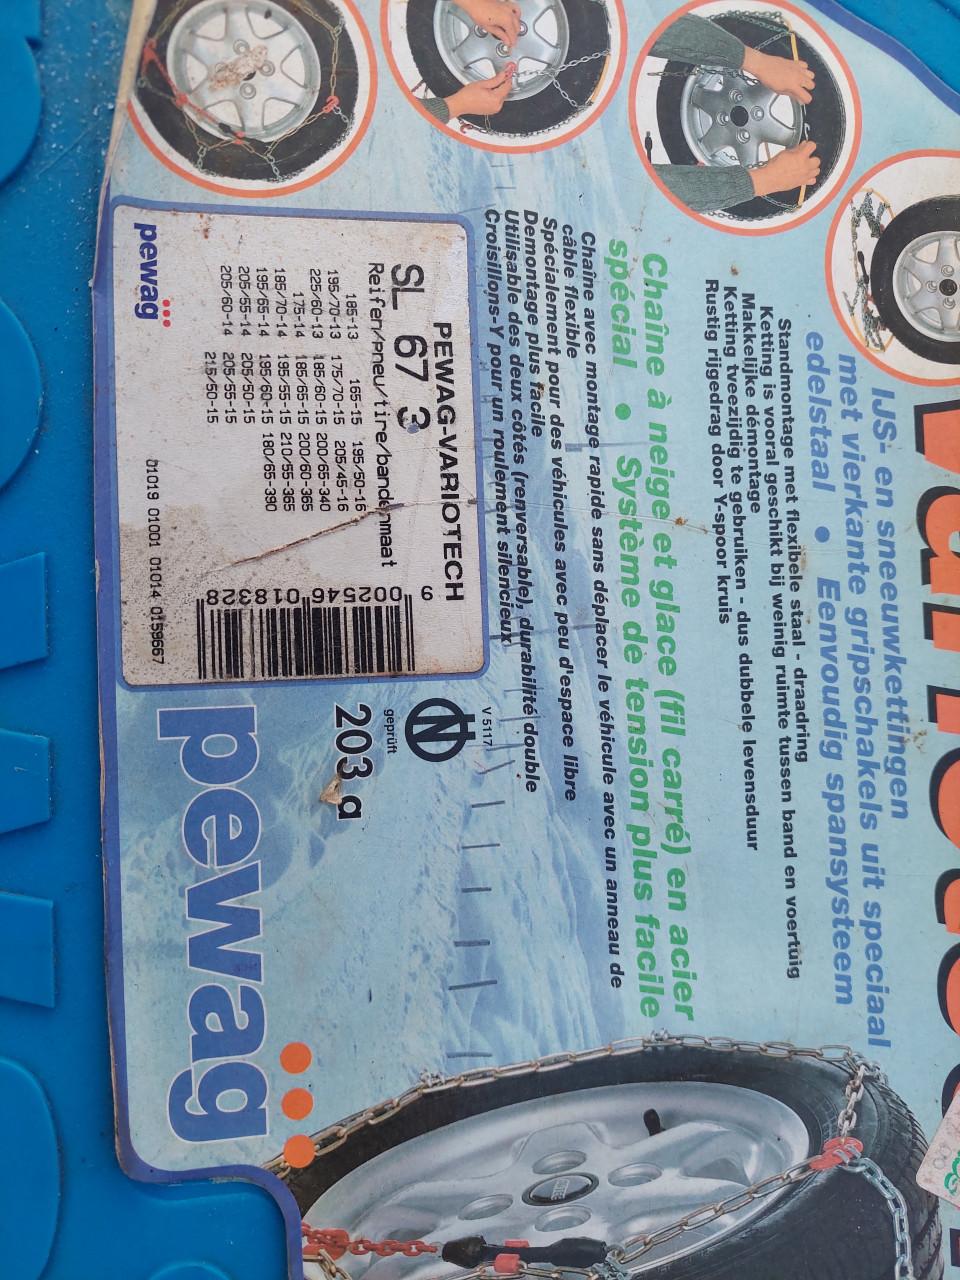 IJS- en sneeuwkettingen
met vierkante gripschakels uit speciaal
edelstaal • Eenvoudig spansysteem
Standmontage met flexibele staal - draadring
Ketting is vooral geschikt bij weinig ruimte tussen band en voertuig
Makkelijke démontage
Ketting tweezijdig te gebruiken - dus dubbele levensduur
Rustig rijgedrag door Y-spoor kruis
Chaîne à neige et glace (fil carré) en acier
spécial • Système de tension plus facile
Chaîne avec montage rapide sans déplacer le véhicule avec un anneau de
câble flexible
Spécialement pour des véhicules avec peu d'espace libre
Demontage plus facile
Utilisable des deux côtés (renversable), durabilité double
Croisillons-Y pour un roulement silencieux
PEWAG-VARIOTECH
SL 67 3
Reifen/pneu/tire/bandenmaat
185-13 165-15 195/50-16
195/70-13 175/70-15 205/45-16
225/60-13 185/60-15 200/65-340
175-14 185/65-15 200/60-365
185/70-14 195/55-15 210/55-365
195/65-14 195/60-15 180/65-390
205/55-14 205/50-15
205/60-14 205/55-15
215/50-15
9 002546 018328
pewag
01019 01001 01014 0159667
V 5117
N
geprüft
203 a
pewag